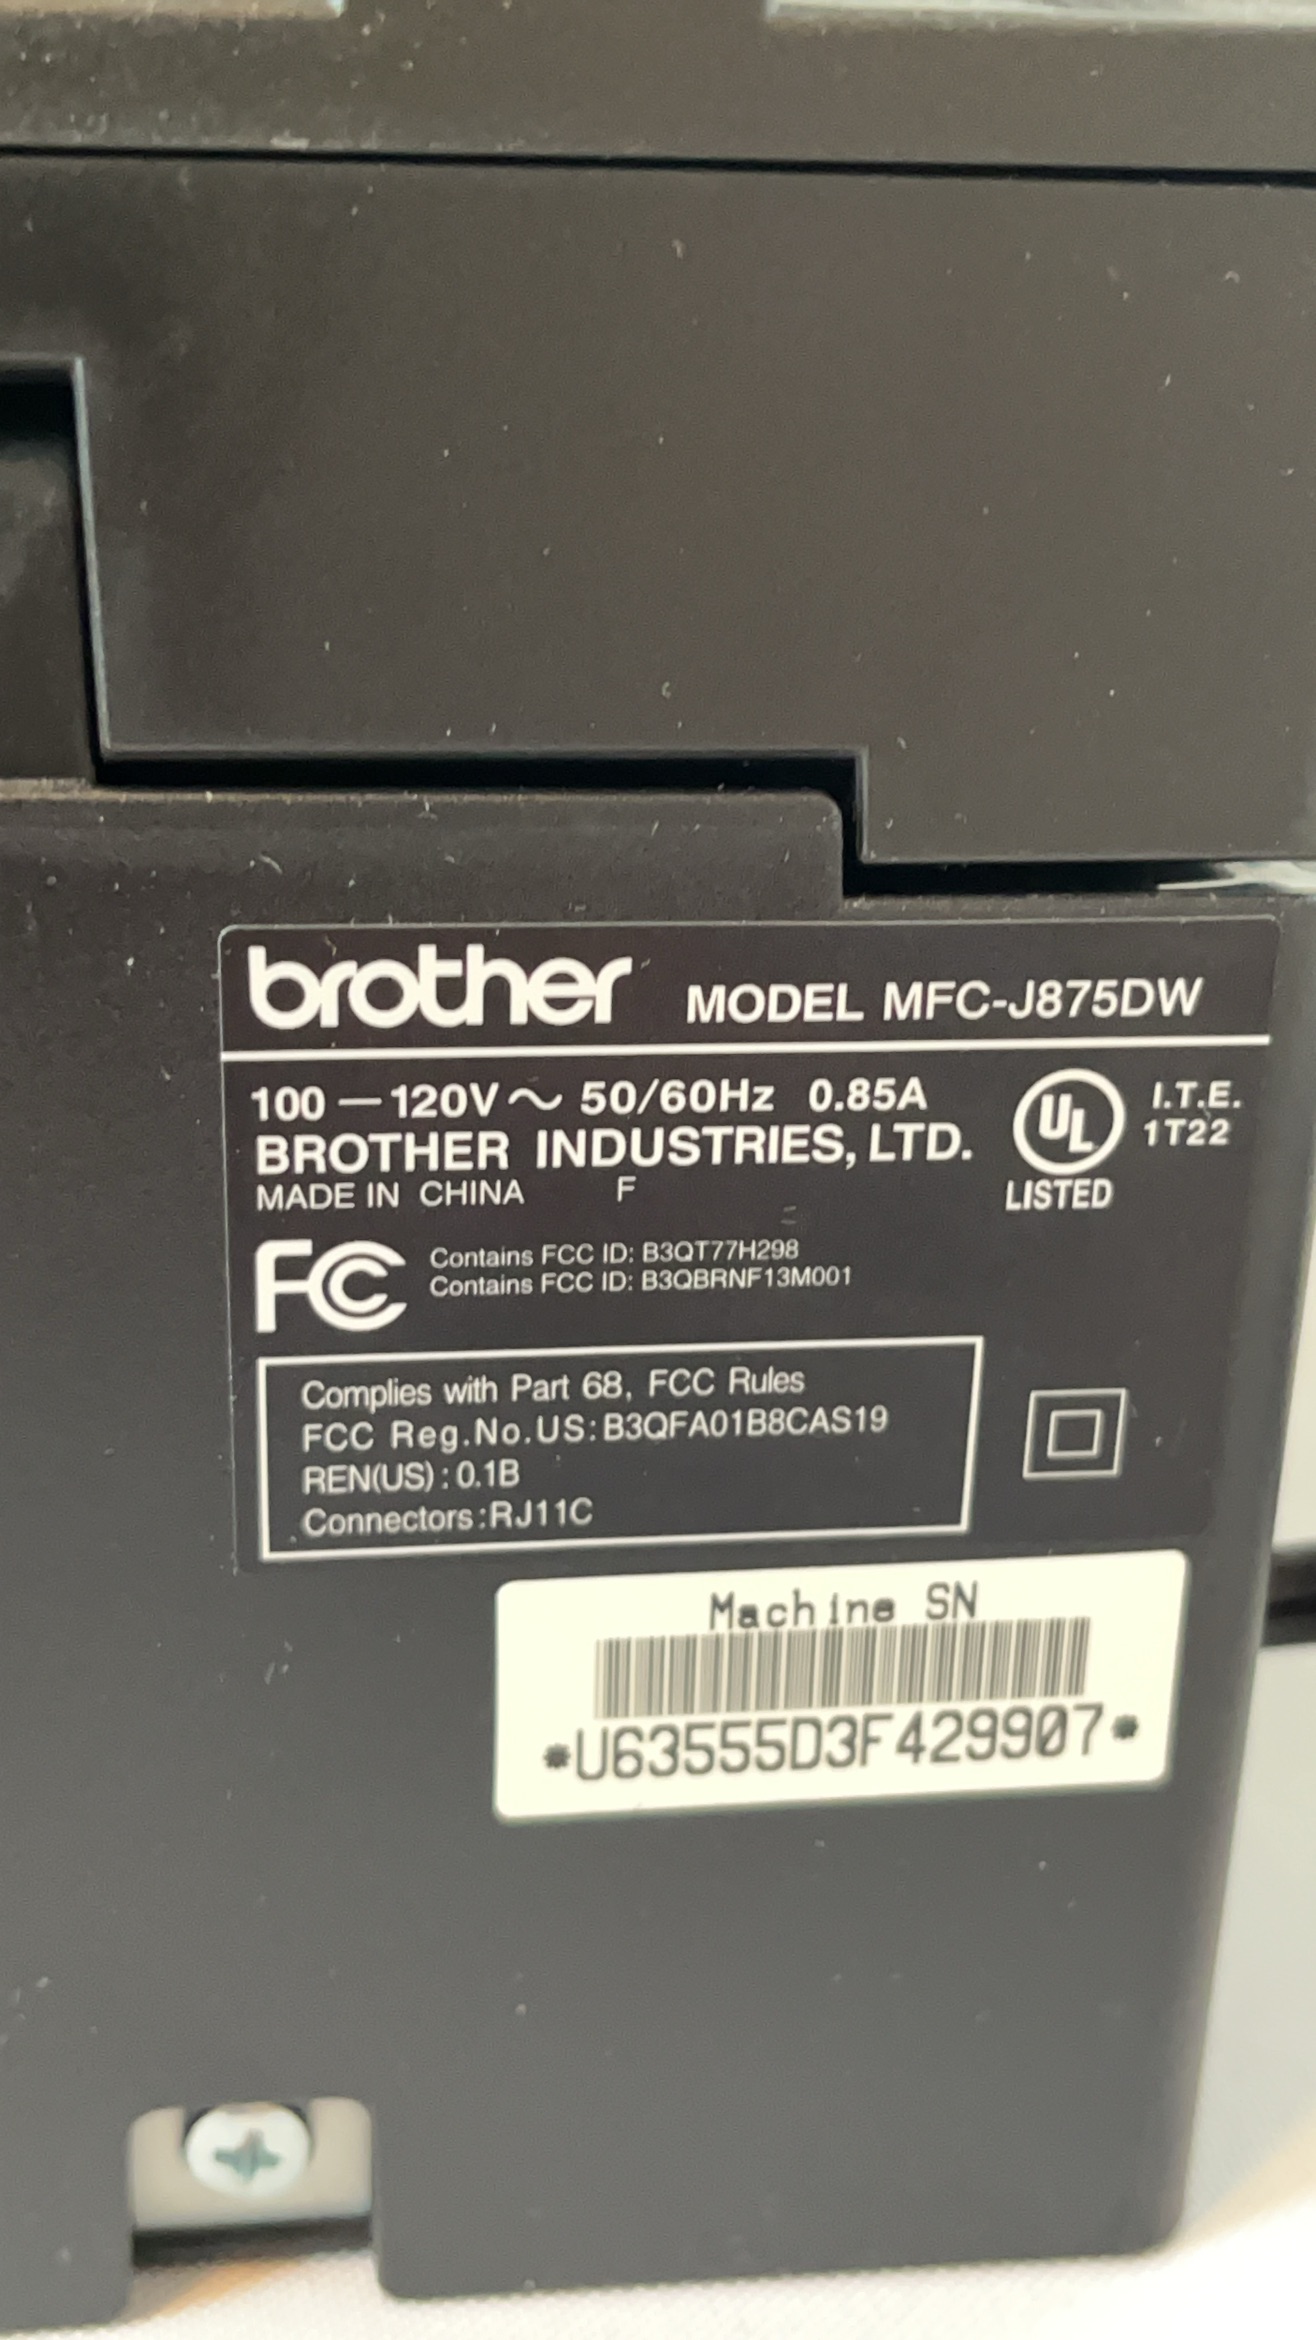 brother MODEL MFC-J875DW
100—120V～ 50/60Hz 0.85A
BROTHER INDUSTRIES, LTD.
MADE IN CHINA F
UL
LISTED
I.T.E.
1T22
FC Contains FCC ID: B3QT77H298
Contains FCC ID: B3QBRNF13M001
Complies with Part 68, FCC Rules
FCC Reg.No.US:B3QFA01B8CAS19
REN(US):0.1B
Connectors:RJ11C
Machine SN
*U63555D3F429907*